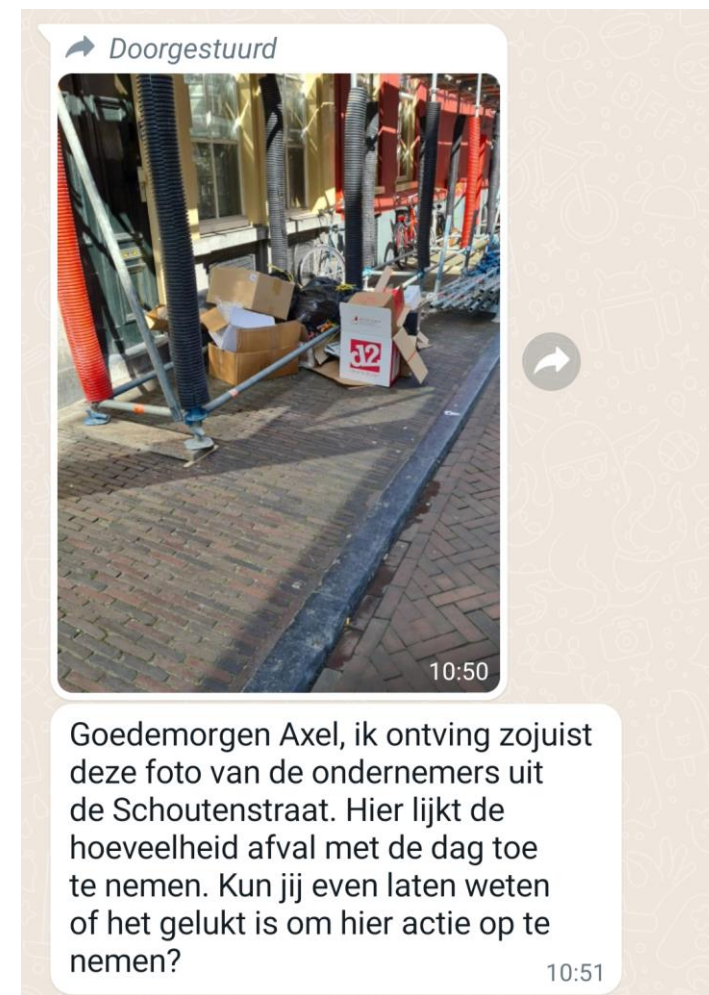 Doorgestuurd
d2
10:50
Goedemorgen Axel, ik ontving zojuist
deze foto van de ondernemers uit
de Schoutenstraat. Hier lijkt de
hoeveelheid afval met de dag toe
te nemen. Kun jij even laten weten
of het gelukt is om hier actie op te
nemen?
10:51